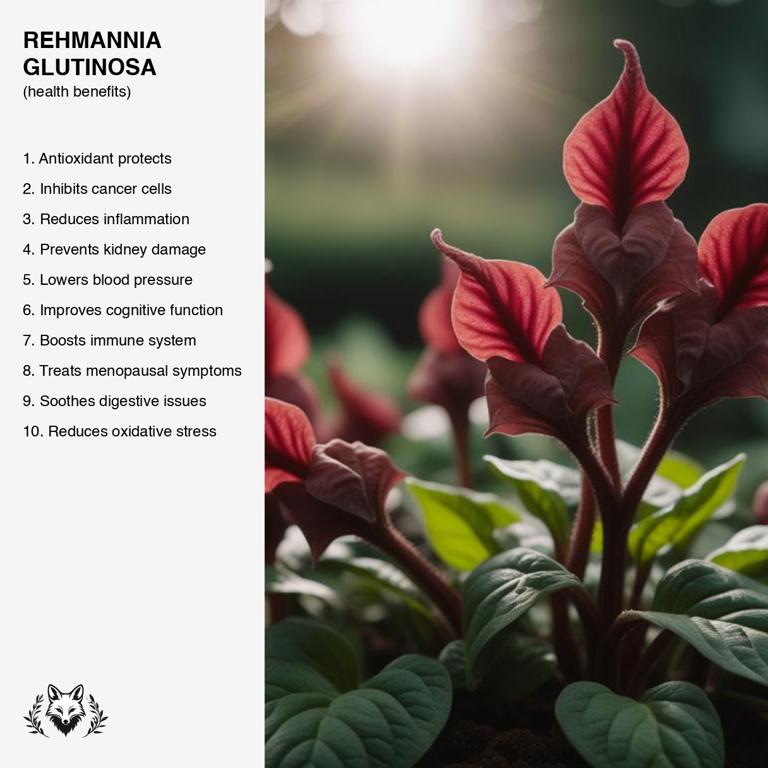 REHMANNIA
GLUTINOSA
(health benefits)
1. Antioxidant protects
2. Inhibits cancer cells
3. Reduces inflammation
4. Prevents kidney damage
5. Lowers blood pressure
6. Improves cognitive function
7. Boosts immune system
8. Treats menopausal symptoms
9. Soothes digestive issues
10. Reduces oxidative stress